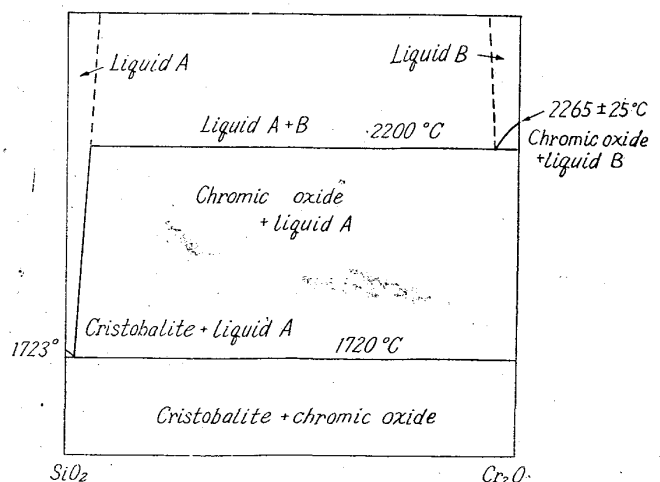 Liquid A
Liquid B
2265 ± 25°C
Liquid A+B
2200 °C
Chromic oxide
+ liquid B
Chromic oxide
+ liquid A
Cristobalite + liquid A
1723°
1720°C
Cristobalite + chromic oxide
SiO₂
Cr₂O